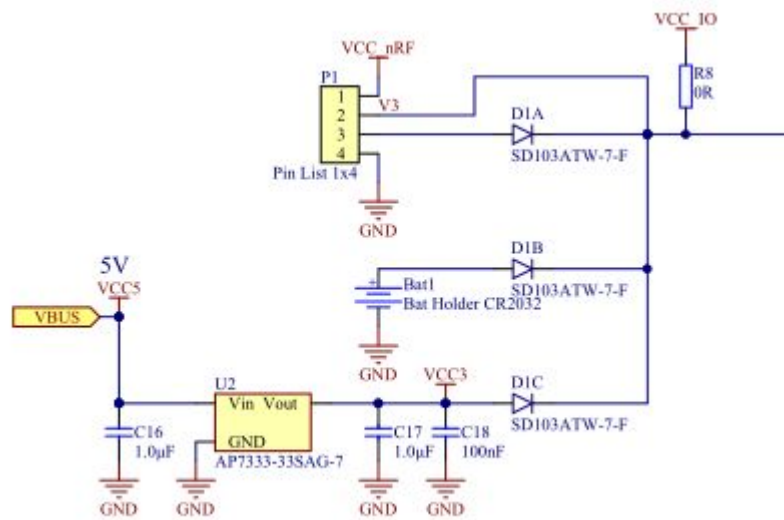 VCC_IO
VCC_nRF
R8
0R
P1
1
2
3
4
V3
D1A
SD103ATW-7-F
Pin List 1x4
GND
D1B
SD103ATW-7-F
+
Bat1
Bat Holder CR2032
GND
5V
VCC5
VBUS
U2
Vin Vout
GND
AP7333-33SAG-7
VCC3
D1C
SD103ATW-7-F
C16
1.0µF
C17
1.0µF
C18
100nF
GND
GND
GND
GND